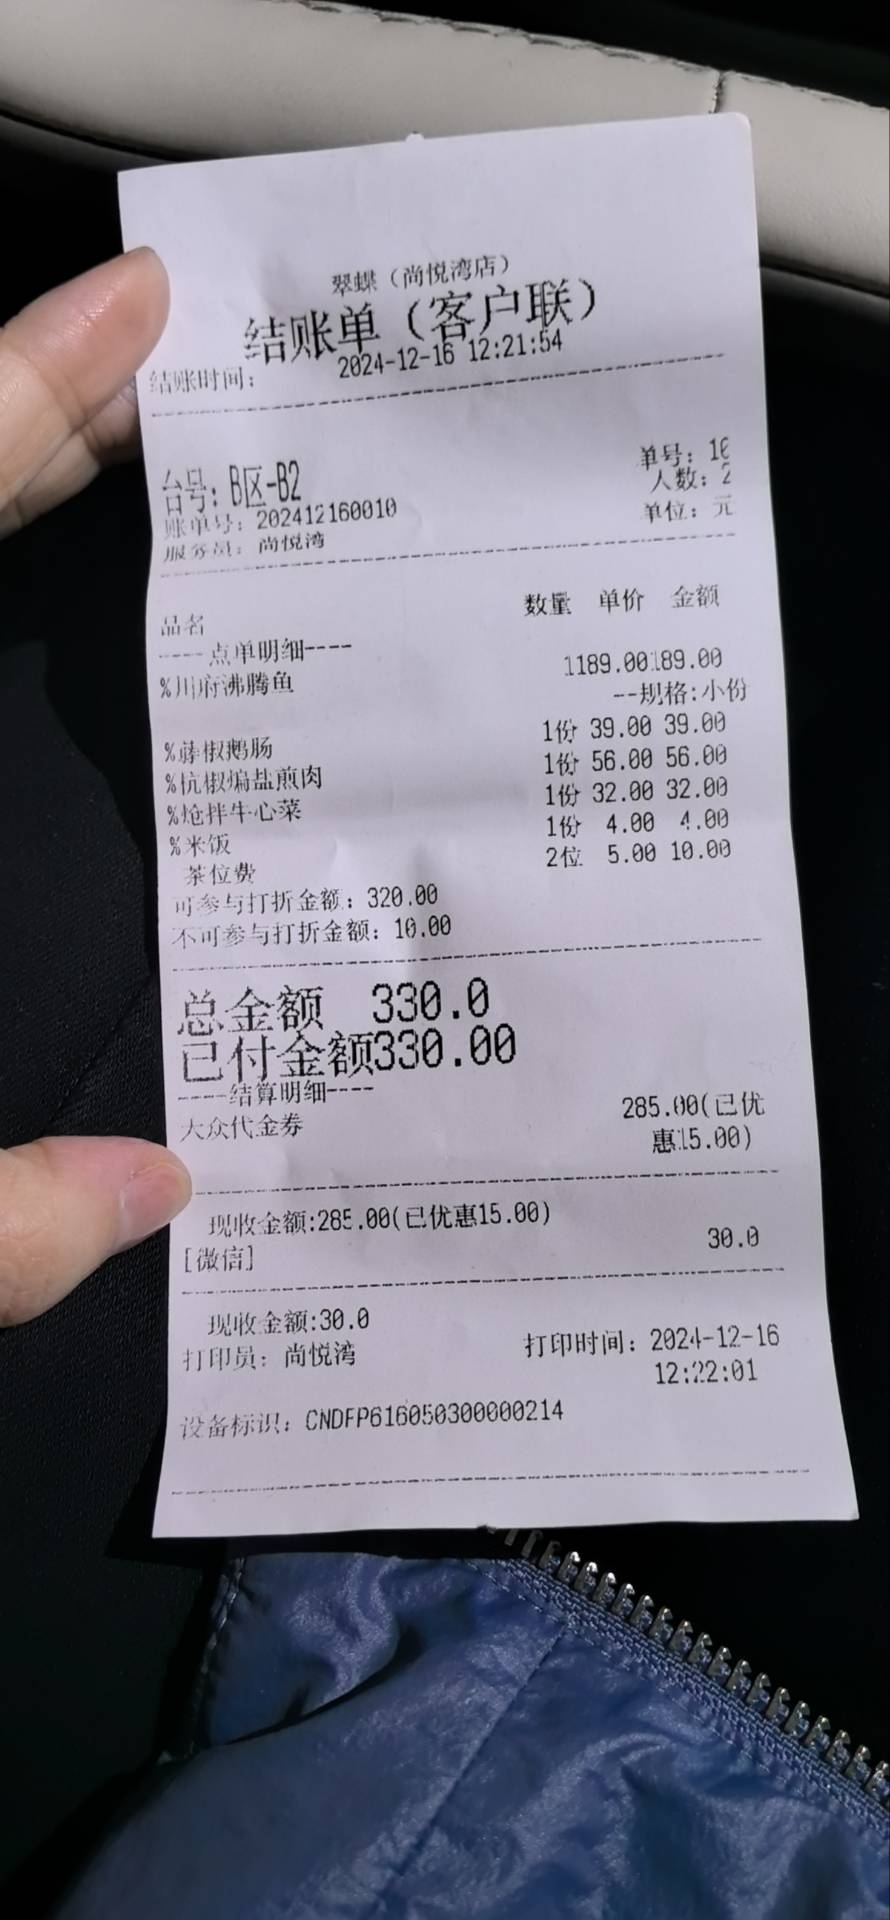 翠蝶（尚悦湾店）
结账单（客户联）
结账时间： 2024-12-16 12:21:54
台号：B区-B2 单号：16
人数：2
账单号：202412160010
单位：元
服务员：尚悦湾
品名 数量 单价 金额
----点单明细----
%川府沸腾鱼 1189.00189.00
--规格:小份
%藤椒鹅肠 1份 39.00 39.00
%杭椒煸盐煎肉 1份 56.00 56.00
%炝拌牛心菜 1份 32.00 32.00
%米饭 1份 4.00 4.00
茶位费 2位 5.00 10.00
可参与打折金额：320.00
不可参与打折金额：10.00
总金额 330.0
已付金额330.00
----结算明细----
大众代金券 285.00(已优
惠15.00)
现收金额:285.00(已优惠15.00)
[微信] 30.0
现收金额:30.0
打印员：尚悦湾 打印时间：2024-12-16
12:22:01
设备标识：CNDFP616050300000214